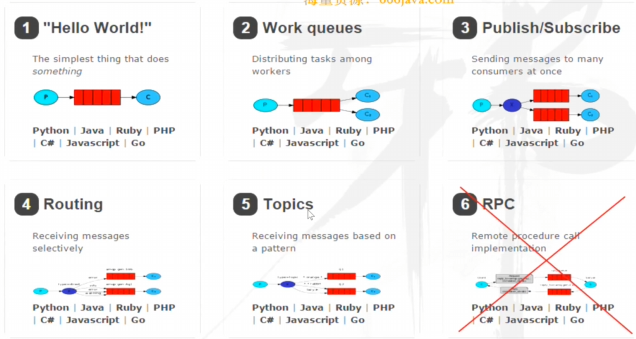 海量资源: 666java.com
1 "Hello World!"
The simplest thing that does
something
P
C
Python | Java | Ruby | PHP
| C# | Javascript | Go
2 Work queues
Distributing tasks among
workers
P
C₁
C₂
Python | Java | Ruby | PHP
| C# | Javascript | Go
3 Publish/Subscribe
Sending messages to many
consumers at once
P
X
C₁
C₂
Python | Java | Ruby | PHP
| C# | Javascript | Go
4 Routing
Receiving messages
selectively
Python | Java | Ruby | PHP
| C# | Javascript | Go
5 Topics
Receiving messages based on
a pattern
Python | Java | Ruby | PHP
| C# | Javascript | Go
6 RPC
Remote procedure call
implementation
Python | Java | Ruby | PHP
| C# | Javascript | Go